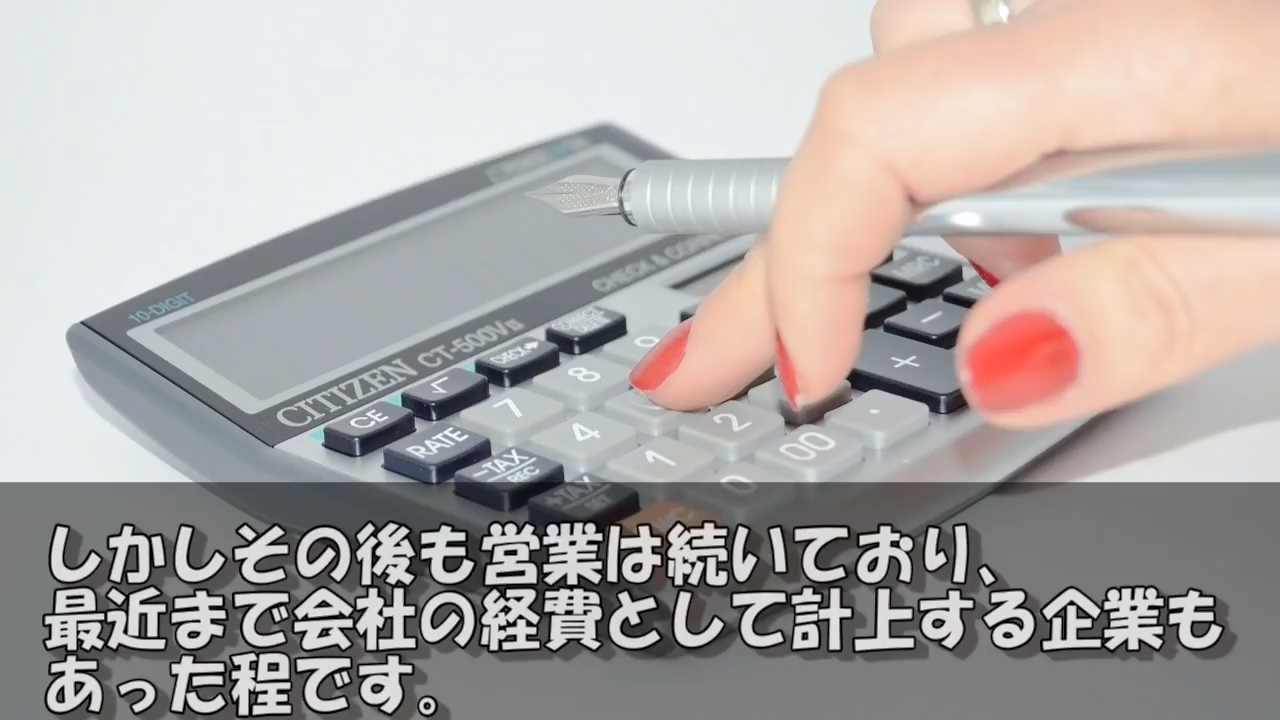 10-DIGIT
CITIZEN CT-500VII
CHECK
√
CE
RATE
-TAX
REC
+TAX
SET
7
8
4
1
2
0
00
.
+
-
MRC
しかしその後も営業は続いており、
最近まで会社の経費として計上する企業も
あった程です。